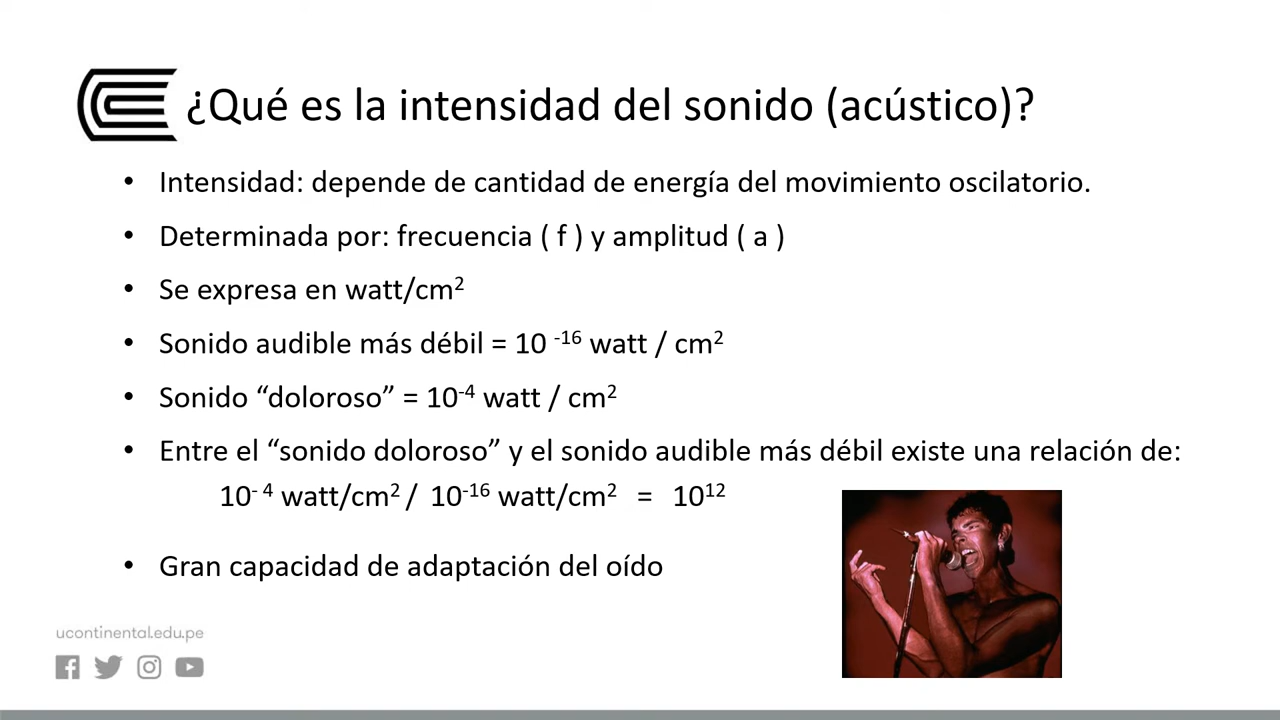 ¿Qué es la intensidad del sonido (acústico)?
• Intensidad: depende de cantidad de energía del movimiento oscilatorio.
• Determinada por: frecuencia ( f ) y amplitud ( a )
• Se expresa en watt/cm²
• Sonido audible más débil = 10 ⁻¹⁶ watt / cm²
• Sonido “doloroso” = 10⁻⁴ watt / cm²
• Entre el “sonido doloroso” y el sonido audible más débil existe una relación de:
10⁻ ⁴ watt/cm² / 10⁻¹⁶ watt/cm² = 10¹²
• Gran capacidad de adaptación del oído
ucontinental.edu.pe